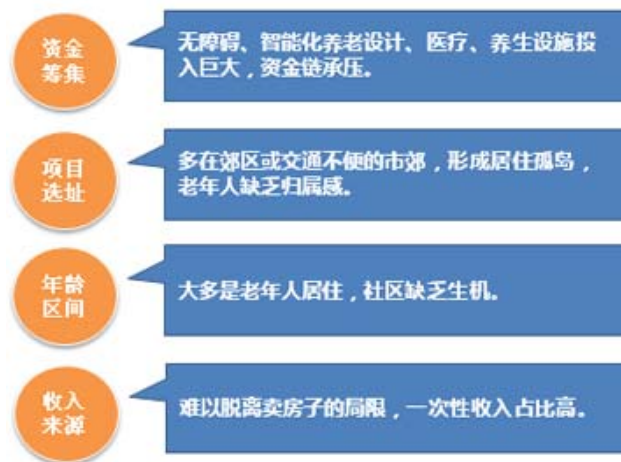 资金
筹集
无障碍、智能化养老设计、医疗、养生设施投
入巨大，资金链承压。
项目
选址
多在郊区或交通不便的市郊，形成居住孤岛，
老年人缺乏归属感。
年龄
区间
大多是老年人居住，社区缺乏生机。
收入
来源
难以脱离卖房子的局限，一次性收入占比高。